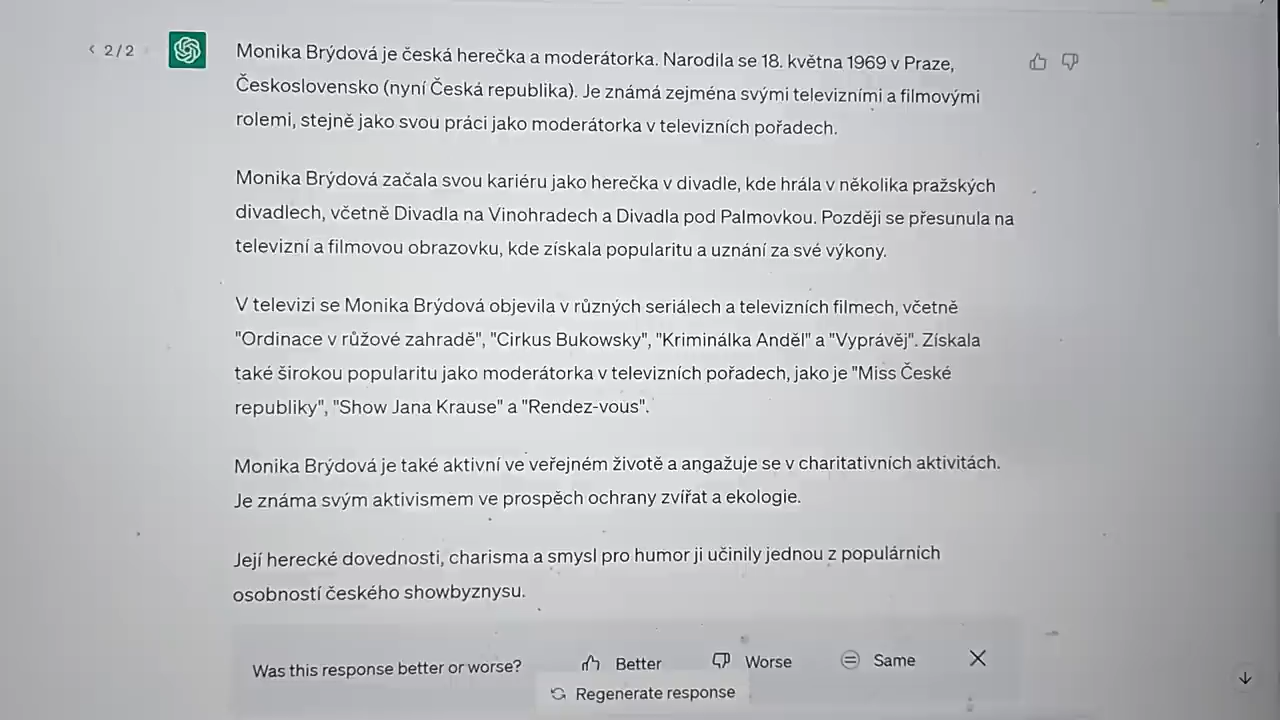 2/2
Monika Brýdová je česká herečka a moderátorka. Narodila se 18. května 1969 v Praze,
Československo (nyní Česká republika). Je známá zejména svými televizními a filmovými
rolemi, stejně jako svou práci jako moderátorka v televizních pořadech.
Monika Brýdová začala svou kariéru jako herečka v divadle, kde hrála v několika pražských
divadlech, včetně Divadla na Vinohradech a Divadla pod Palmovkou. Později se přesunula na
televizní a filmovou obrazovku, kde získala popularitu a uznání za své výkony.
V televizi se Monika Brýdová objevila v různých seriálech a televizních filmech, včetně
"Ordinace v růžové zahradě", "Cirkus Bukowsky", "Kriminálka Anděl" a "Vyprávěj". Získala
také širokou popularitu jako moderátorka v televizních pořadech, jako je "Miss České
republiky", "Show Jana Krause" a "Rendez-vous".
Monika Brýdová je také aktivní ve veřejném životě a angažuje se v charitativních aktivitách.
Je známa svým aktivismem ve prospěch ochrany zvířat a ekologie.
Její herecké dovednosti, charisma a smysl pro humor ji učinily jednou z populárních
osobností českého showbyznysu.
Was this response better or worse? Better Worse Same
Regenerate response